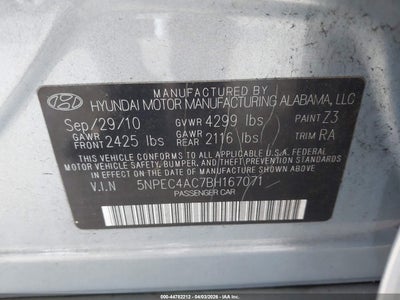 MANUFACTURED BY
HYUNDAI MOTOR MANUFACTURING ALABAMA, LLC
Sep/29/10 GVWR 4299 lbs PAINT Z3
GAWR FRONT 2425 lbs GAWR REAR 2116 lbs TRIM RA
THIS VEHICLE CONFORMS TO ALL APPLICABLE U.S. FEDERAL
MOTOR VEHICLE SAFETY, BUMPER, AND THEFT PREVENTION
STANDARDS IN EFFECT ON THE DATE OF MANUFACTURE SHOWN ABOVE.
V.I.N 5NPEC4AC7BH167071
PASSENGER CAR
000-44782212 - 04/03/2026 -